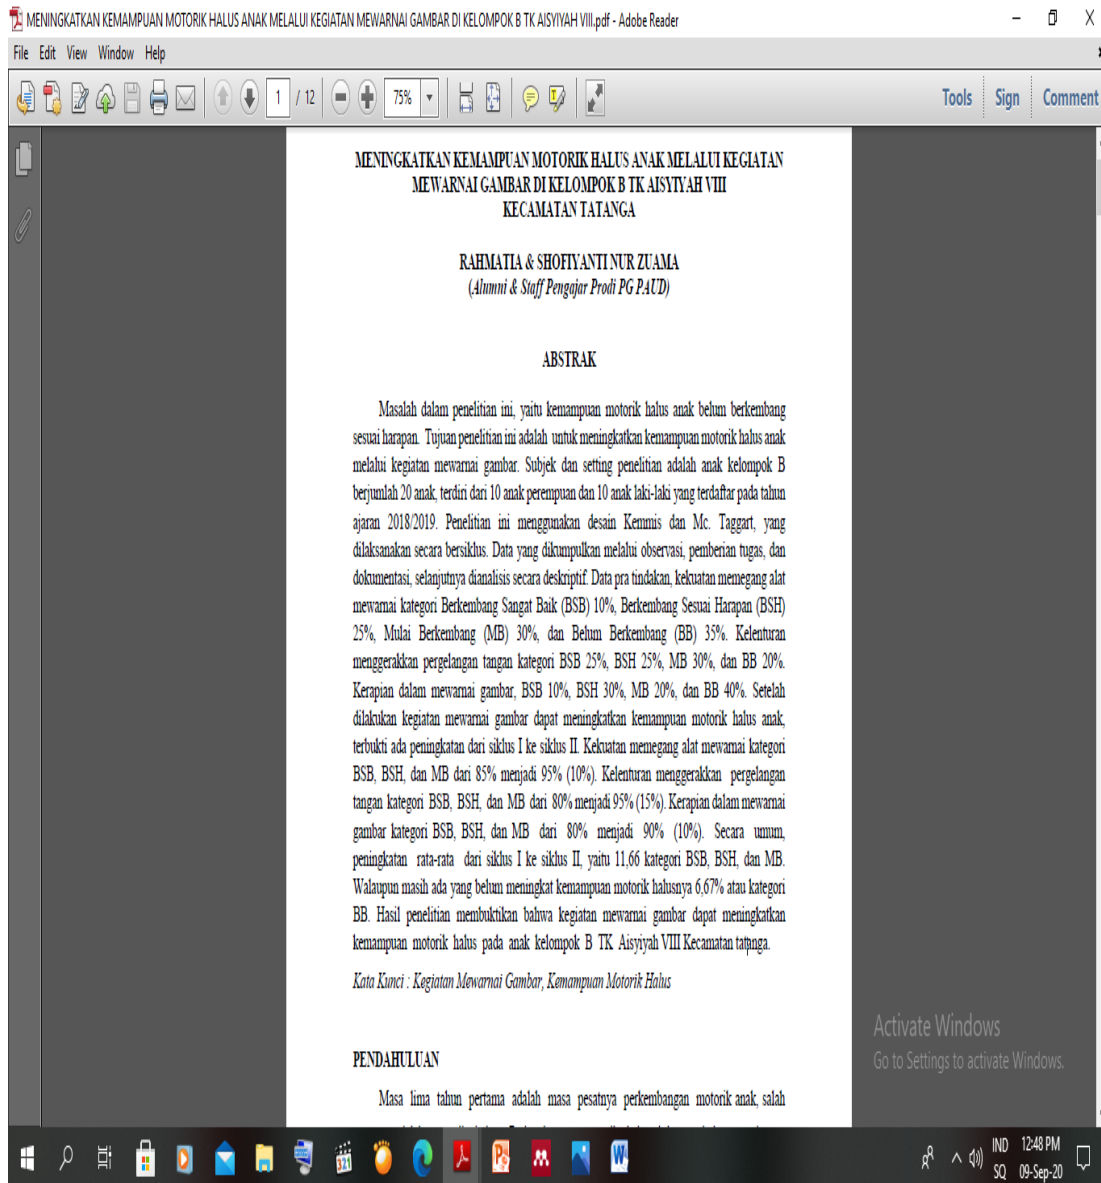 MENINGKATKAN KEMAMPUAN MOTORIK HALUS ANAK MELALUI KEGIATAN MEWARNAI GAMBAR DI KELOMPOK B TK AISYIYAH VIII.pdf - Adobe Reader
File Edit View Window Help
1 / 12 75% Tools Sign Comment
MENINGKATKAN KEMAMPUAN MOTORIK HALUS ANAK MELALUI KEGIATAN
MEWARNAI GAMBAR DI KELOMPOK B TK AISYIYAH VIII
KECAMATAN TATANGA
RAHMATIA & SHOFIYANTI NUR ZUAMA
(Alumni & Staff Pengajar Prodi PG PAUD)
ABSTRAK
Masalah dalam penelitian ini, yaitu kemampuan motorik halus anak belum berkembang
sesuai harapan. Tujuan penelitian ini adalah untuk meningkatkan kemampuan motorik halus anak
melalui kegiatan mewarnai gambar. Subjek dan setting penelitian adalah anak kelompok B
berjumlah 20 anak, terdiri dari 10 anak perempuan dan 10 anak laki-laki yang terdaftar pada tahun
ajaran 2018/2019. Penelitian ini menggunakan desain Kemmis dan Mc. Taggart, yang
dilaksanakan secara bersiklus. Data yang dikumpulkan melalui observasi, pemberian tugas, dan
dokumentasi, selanjutnya dianalisis secara deskriptif. Data pra tindakan, kekuatan memegang alat
mewarnai kategori Berkembang Sangat Baik (BSB) 10%, Berkembang Sesuai Harapan (BSH)
25%, Mulai Berkembang (MB) 30%, dan Belum Berkembang (BB) 35%. Kelenturan
menggerakkan pergelangan tangan kategori BSB 25%, BSH 25%, MB 30%, dan BB 20%.
Kerapian dalam mewarnai gambar, BSB 10%, BSH 30%, MB 20%, dan BB 40%. Setelah
dilakukan kegiatan mewarnai gambar dapat meningkatkan kemampuan motorik halus anak,
terbukti ada peningkatan dari siklus I ke siklus II. Kekuatan memegang alat mewarnai kategori
BSB, BSH, dan MB dari 85% menjadi 95% (10%). Kelenturan menggerakkan pergelangan
tangan kategori BSB, BSH, dan MB dari 80% menjadi 95% (15%). Kerapian dalam mewarnai
gambar kategori BSB, BSH, dan MB dari 80% menjadi 90% (10%). Secara umum,
peningkatan rata-rata dari siklus I ke siklus II, yaitu 11,66 kategori BSB, BSH, dan MB.
Walaupun masih ada yang belum meningkat kemampuan motorik halusnya 6,67% atau kategori
BB. Hasil penelitian membuktikan bahwa kegiatan mewarnai gambar dapat meningkatkan
kemampuan motorik halus pada anak kelompok B TK Aisyiyah VIII Kecamatan tatanga.
Kata Kunci : Kegiatan Mewarnai Gambar, Kemampuan Motorik Halus
PENDAHULUAN
Masa lima tahun pertama adalah masa pesatnya perkembangan motorik anak, salah
Activate Windows
Go to Settings to activate Windows.
IND 12:48 PM
SQ 09-Sep-20